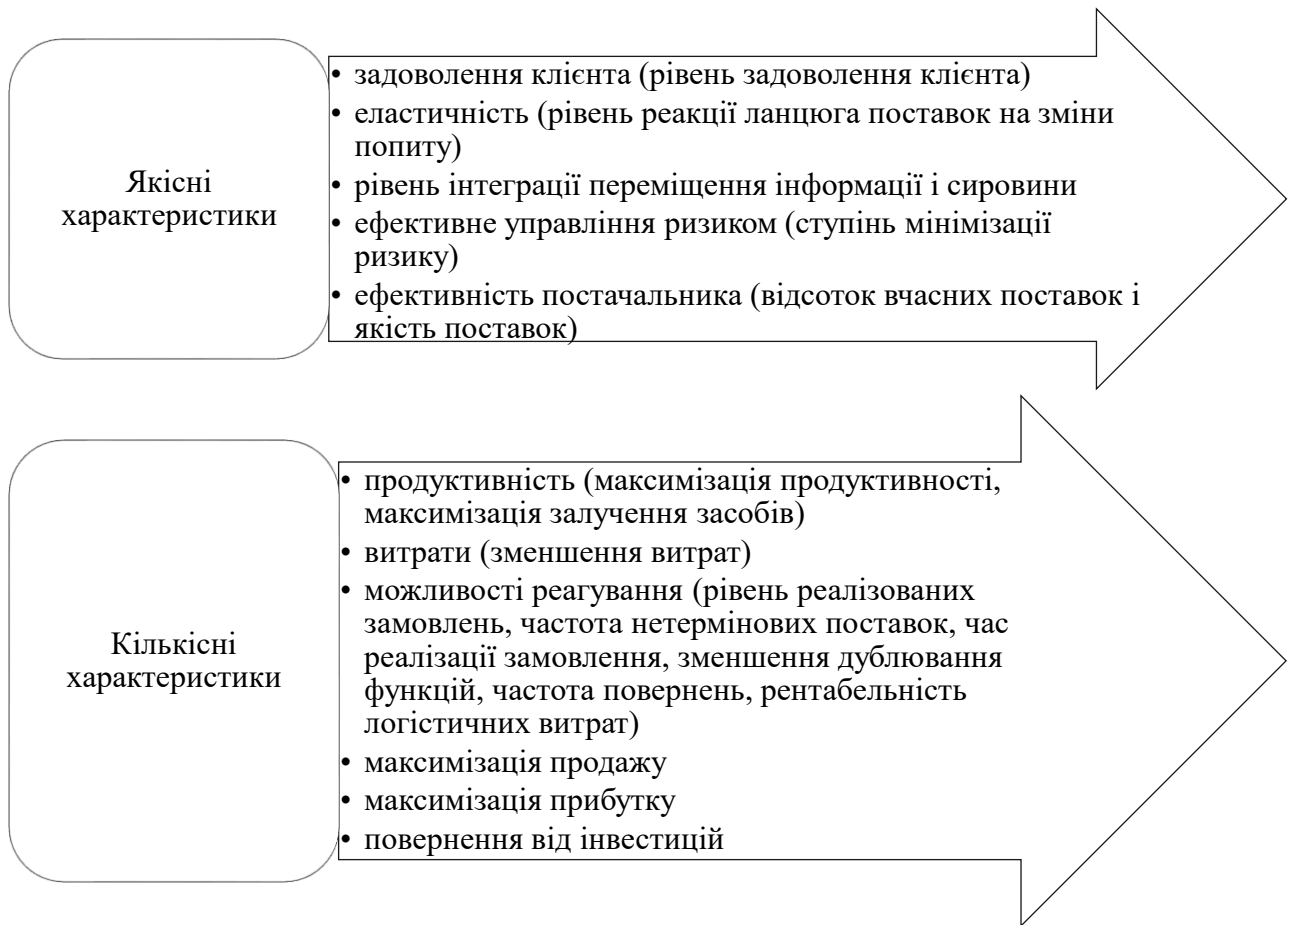 Якісні
характеристики
• задоволення клієнта (рівень задоволення клієнта)
• еластичність (рівень реакції ланцюга поставок на зміни
попиту)
• рівень інтеграції переміщення інформації і сировини
• ефективне управління ризиком (ступінь мінімізації
ризику)
• ефективність постачальника (відсоток вчасних поставок і
якість поставок)
Кількісні
характеристики
• продуктивність (максимізація продуктивності,
максимізація залучення засобів)
• витрати (зменшення витрат)
• можливості реагування (рівень реалізованих
замовлень, частота нетермінових поставок, час
реалізації замовлення, зменшення дублювання
функцій, частота повернень, рентабельність
логістичних витрат)
• максимізація продажу
• максимізація прибутку
• повернення від інвестицій